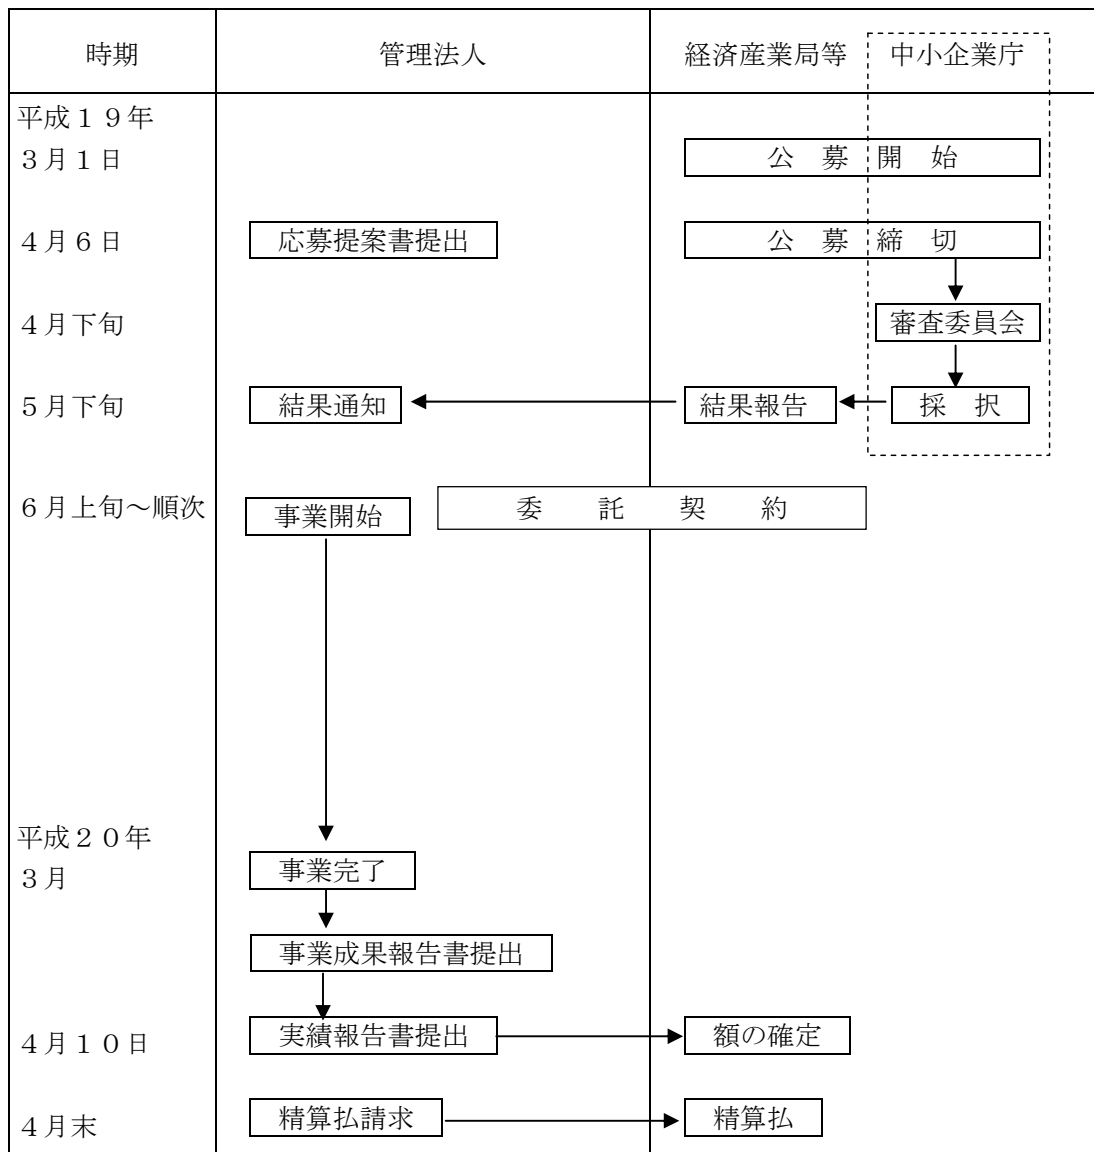 時期 管理法人 経済産業局等 中小企業庁
平成１９年
３月１日 公 募 開 始
４月６日 応募提案書提出 公 募 締 切
４月下旬 審査委員会
５月下旬 結果通知 結果報告 採 択
６月上旬～順次 事業開始 委 託 契 約
平成２０年
３月 事業完了
事業成果報告書提出
４月１０日 実績報告書提出 額の確定
４月末 精算払請求 精算払